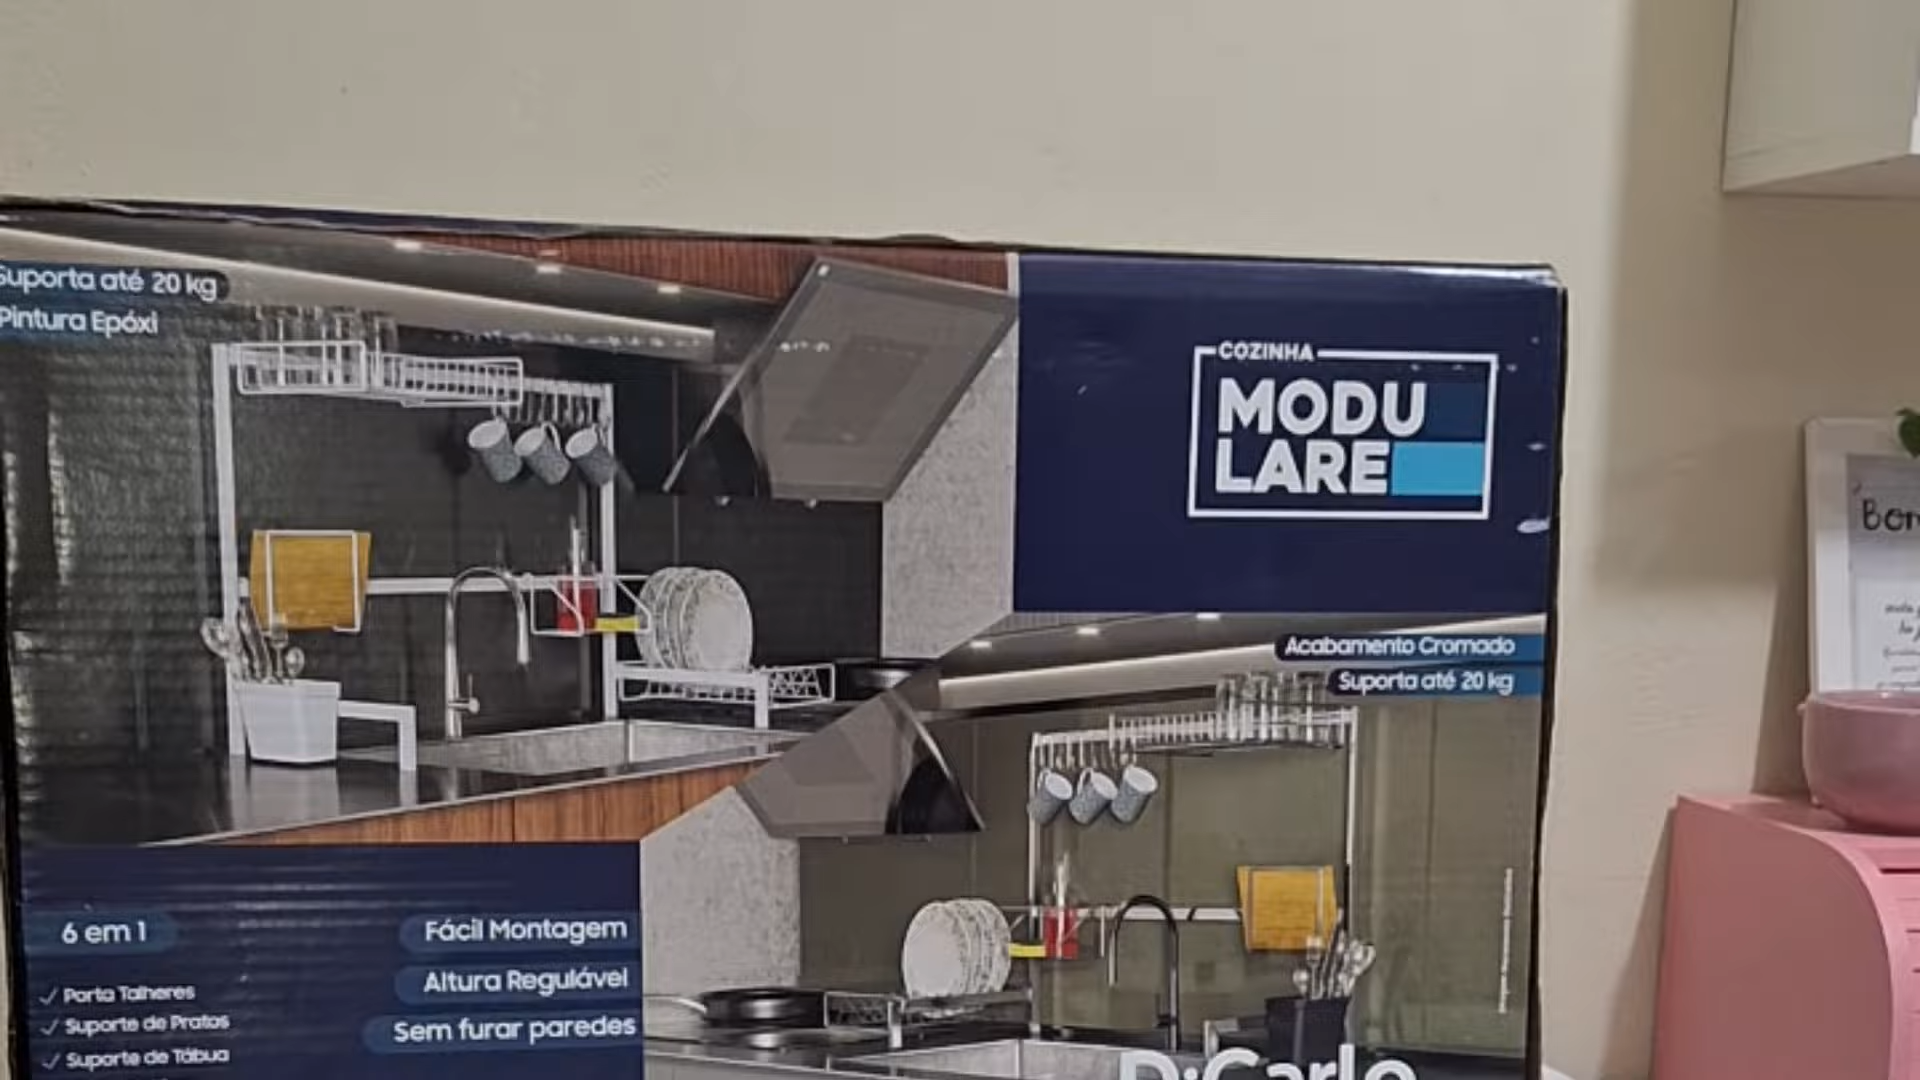 Suporta até 20 kg
Pintura Epóxi
COZINHA
MODU
LARE
Acabamento Cromado
Suporta até 20 kg
6 em 1
Porta Talheres
Suporte de Pratos
Suporte de Tábua
Fácil Montagem
Altura Regulável
Sem furar paredes
DiCarlo